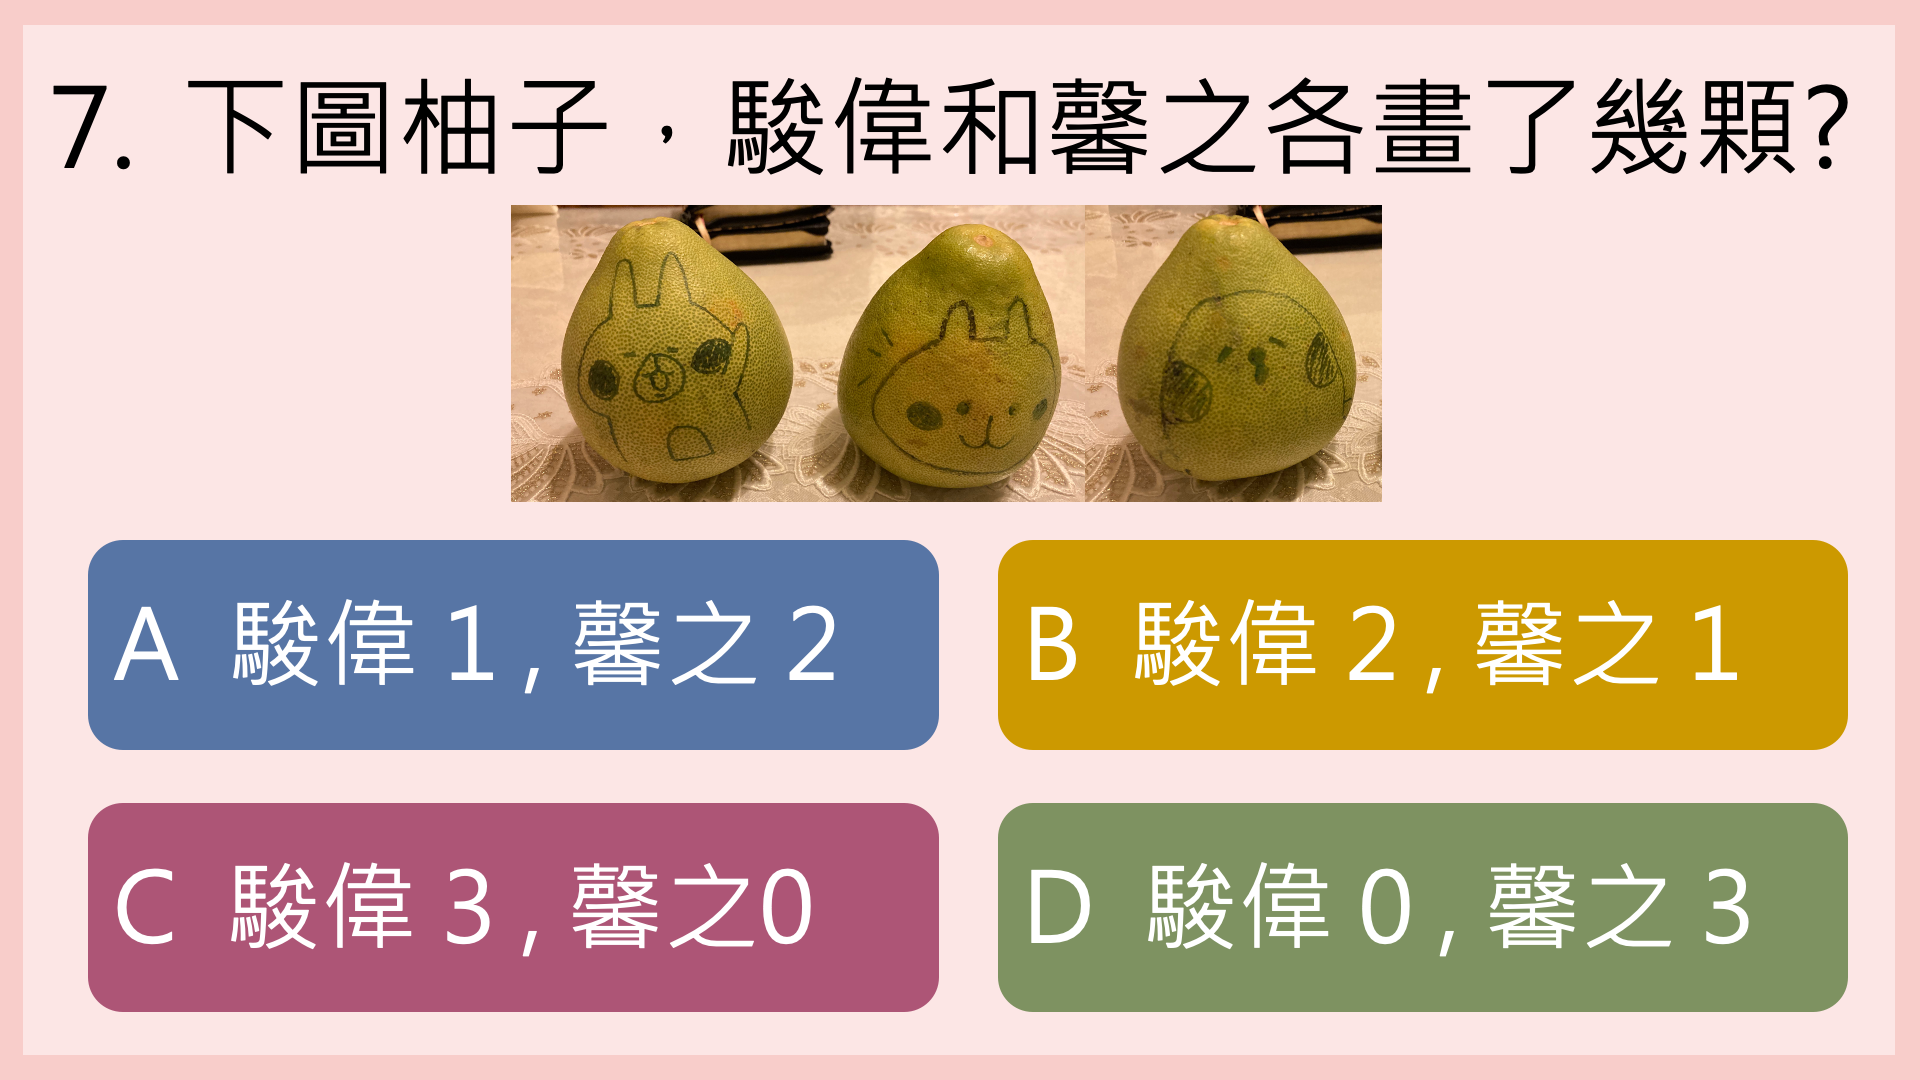 7. 下圖柚子，駿偉和馨之各畫了幾顆?
A 駿偉 1 , 馨之 2
B 駿偉 2 , 馨之 1
C 駿偉 3 , 馨之0
D 駿偉 0 , 馨之 3